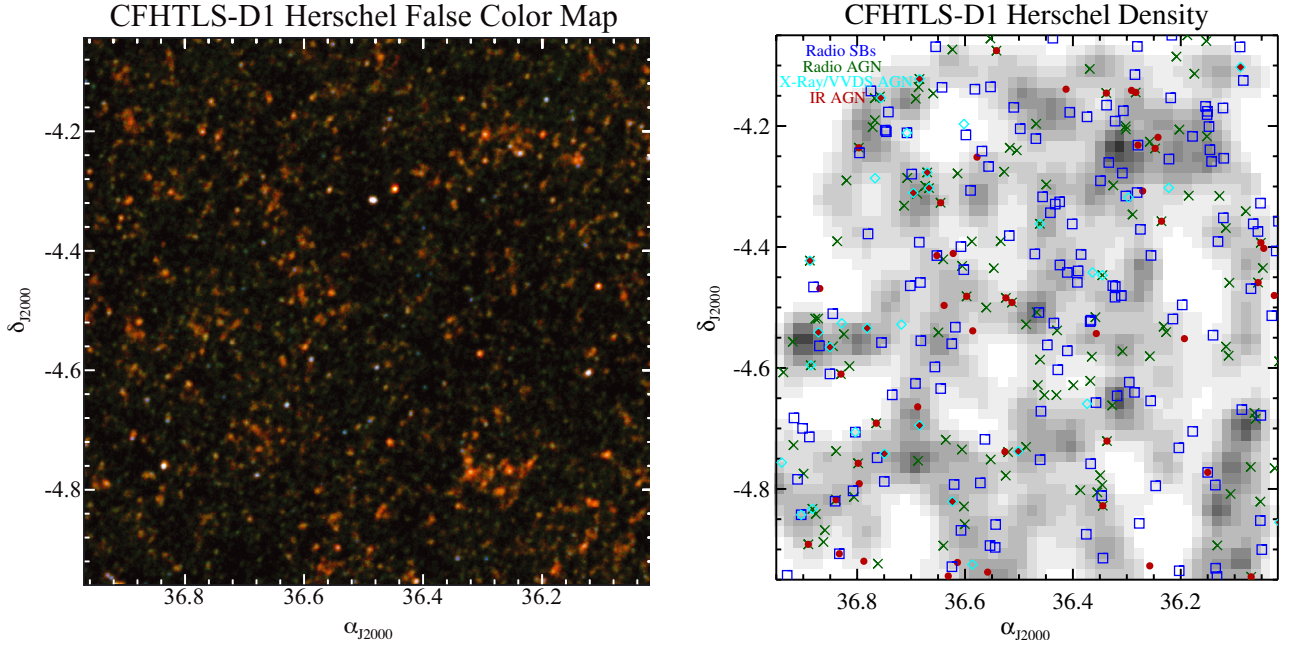 CFHTLS-D1 Herschel False Color Map
-4.2
-4.4
-4.6
-4.8
δJ2000
36.8
36.6
36.4
36.2
αJ2000
CFHTLS-D1 Herschel Density
Radio SBs
Radio AGN
X-Ray/VVDS AGN
IR AGN
-4.2
-4.4
-4.6
-4.8
δJ2000
36.8
36.6
36.4
36.2
αJ2000